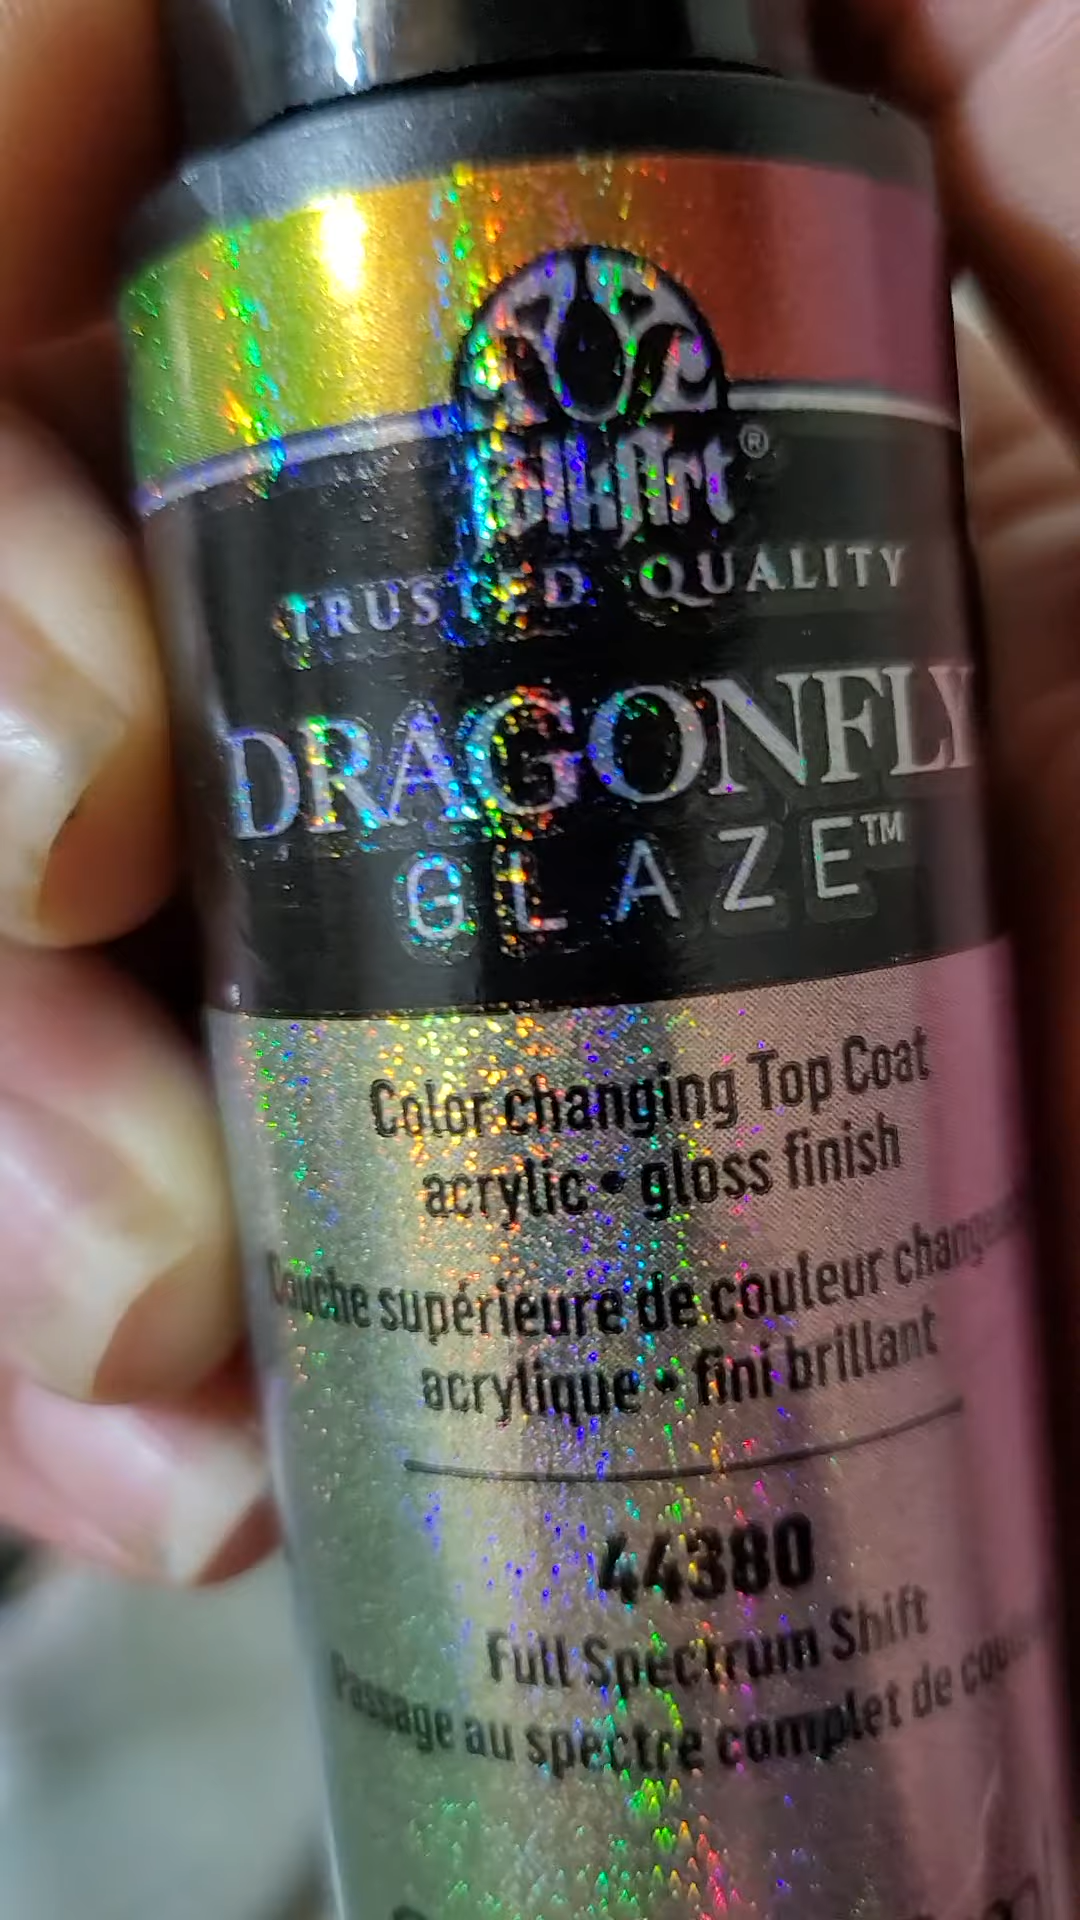 FolkArt®
TRUSTED QUALITY
DRAGONFLY
GLAZE™
Color changing Top Coat
acrylic • gloss finish
Couche supérieure de couleur
acrylique • fini brillant
44380
Full Spectrum Shift
Passage au spectre complet de